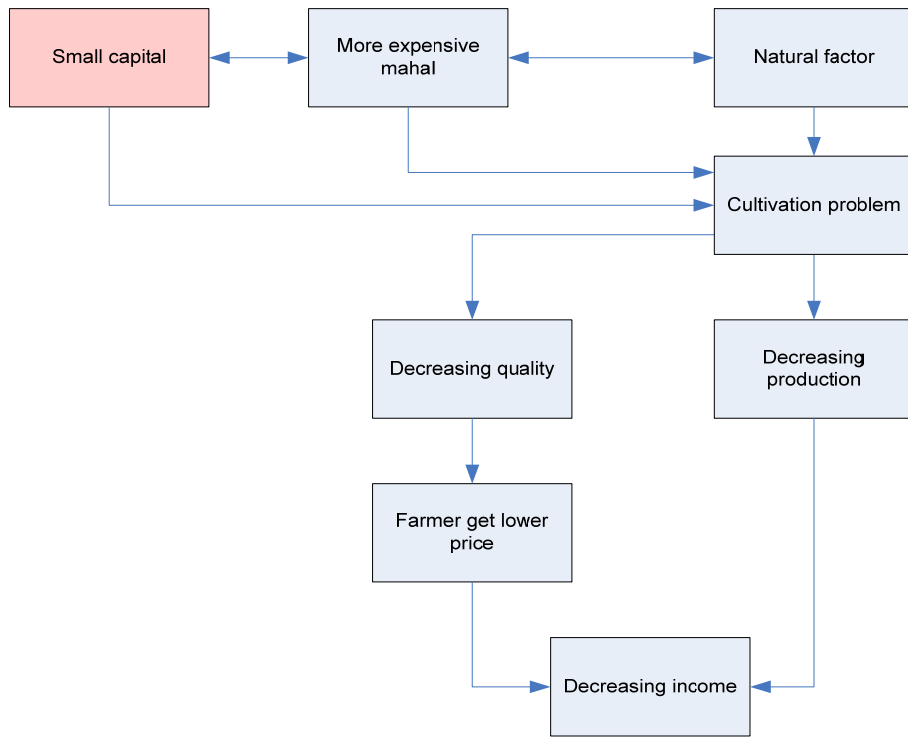 Small capital
More expensive
mahal
Natural factor
Cultivation problem
Decreasing quality
Decreasing
production
Farmer get lower
price
Decreasing income